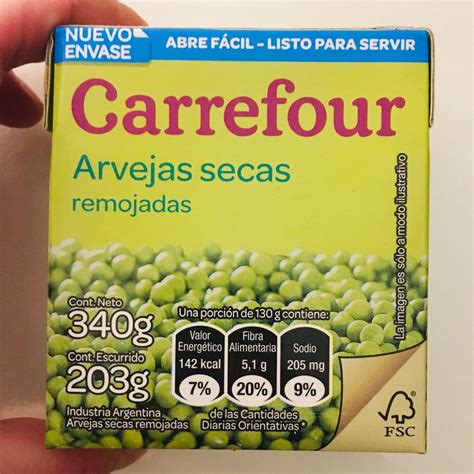 NUEVO
ENVASE
ABRE FÁCIL – LISTO PARA SERVIR
Carrefour
Arvejas secas
remojadas
La imagen es sólo a modo ilustrativo
Cont. Neto
340g
Cont. Escurrido
203g
Industria Argentina
Arvejas secas remojadas
Una porción de 130 g contiene:
Valor
Energético
142 kcal
7%
Fibra
Alimentaria
5,1 g
20%
Sodio
205 mg
9%
de las Cantidades
Diarias Orientativas *
FSC